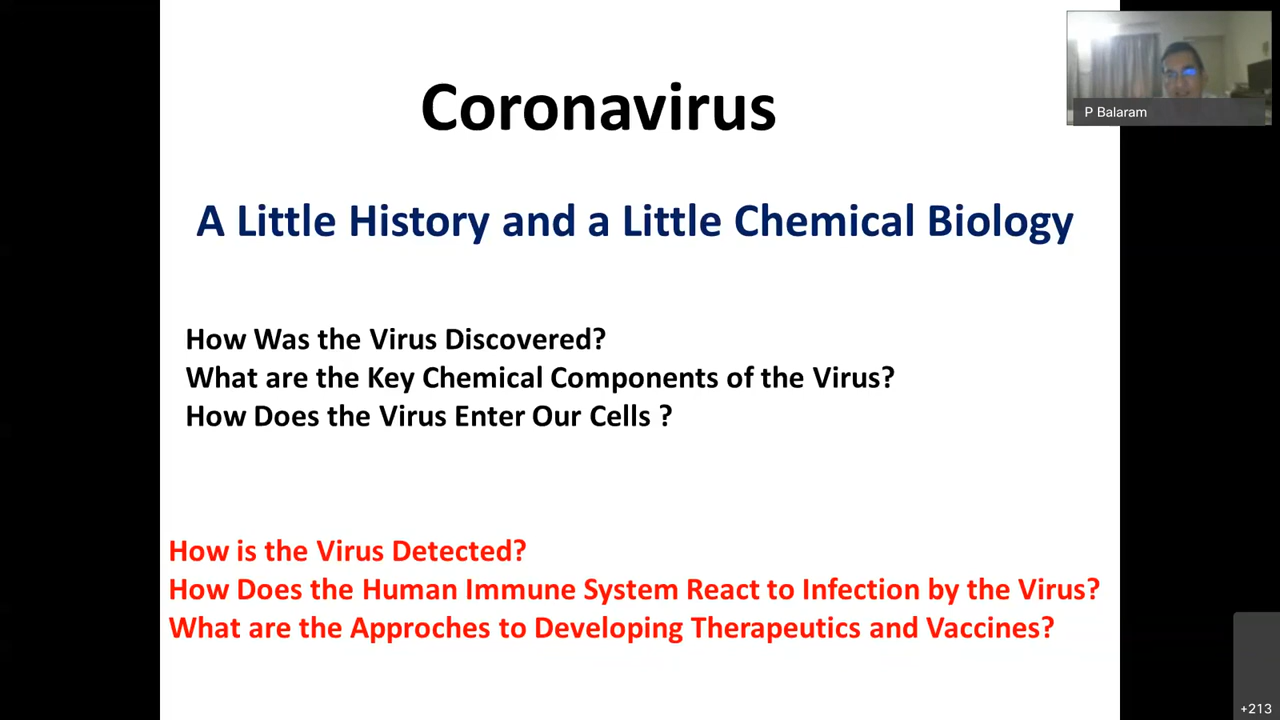 Coronavirus
P Balaram
A Little History and a Little Chemical Biology
How Was the Virus Discovered?
What are the Key Chemical Components of the Virus?
How Does the Virus Enter Our Cells ?
How is the Virus Detected?
How Does the Human Immune System React to Infection by the Virus?
What are the Approches to Developing Therapeutics and Vaccines?
+213